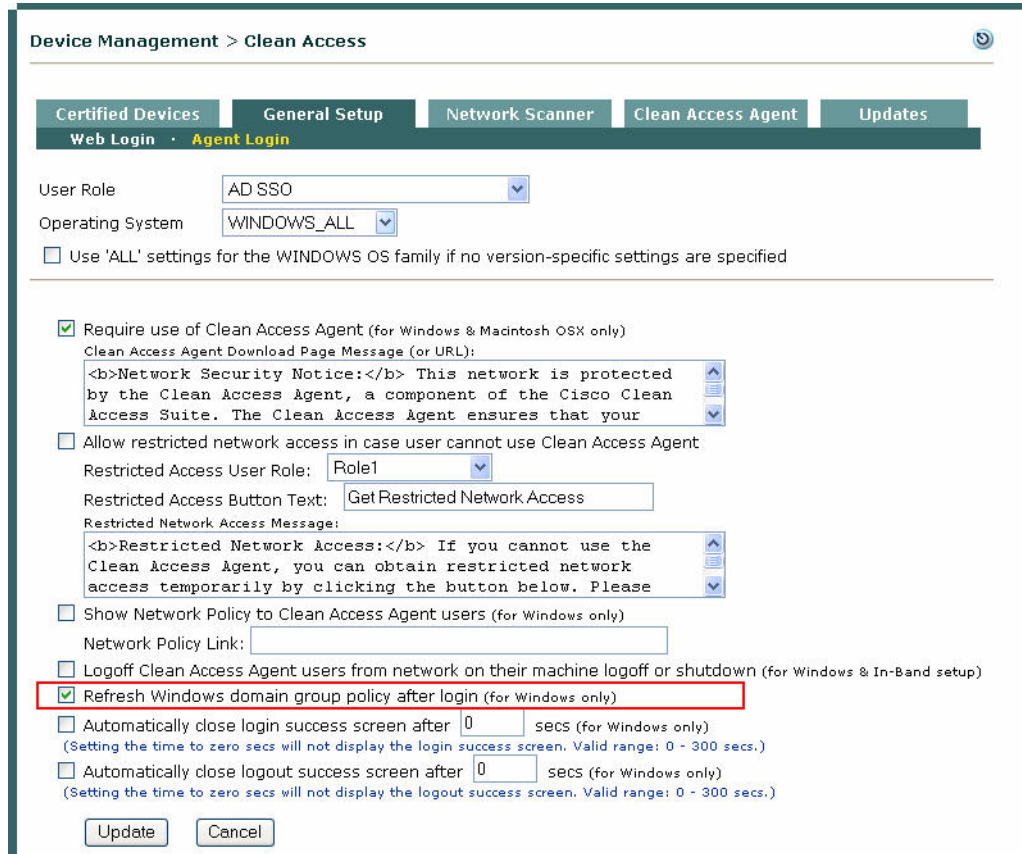 Device Management > Clean Access
Certified Devices General Setup Network Scanner Clean Access Agent Updates
Web Login · Agent Login
User Role AD SSO
Operating System WINDOWS_ALL
Use 'ALL' settings for the WINDOWS OS family if no version-specific settings are specified
Require use of Clean Access Agent (for Windows & Macintosh OSX only)
Clean Access Agent Download Page Message (or URL):
<b>Network Security Notice:</b> This network is protected
by the Clean Access Agent, a component of the Cisco Clean
Access Suite. The Clean Access Agent ensures that your
Allow restricted network access in case user cannot use Clean Access Agent
Restricted Access User Role: Role1
Restricted Access Button Text: Get Restricted Network Access
Restricted Network Access Message:
<b>Restricted Network Access:</b> If you cannot use the
Clean Access Agent, you can obtain restricted network
access temporarily by clicking the button below. Please
Show Network Policy to Clean Access Agent users (for Windows only)
Network Policy Link:
Logoff Clean Access Agent users from network on their machine logoff or shutdown (for Windows & In-Band setup)
Refresh Windows domain group policy after login (for Windows only)
Automatically close login success screen after 0 secs (for Windows only)
(Setting the time to zero secs will not display the login success screen. Valid range: 0 - 300 secs.)
Automatically close logout success screen after 0 secs (for Windows only)
(Setting the time to zero secs will not display the logout success screen. Valid range: 0 - 300 secs.)
Update Cancel